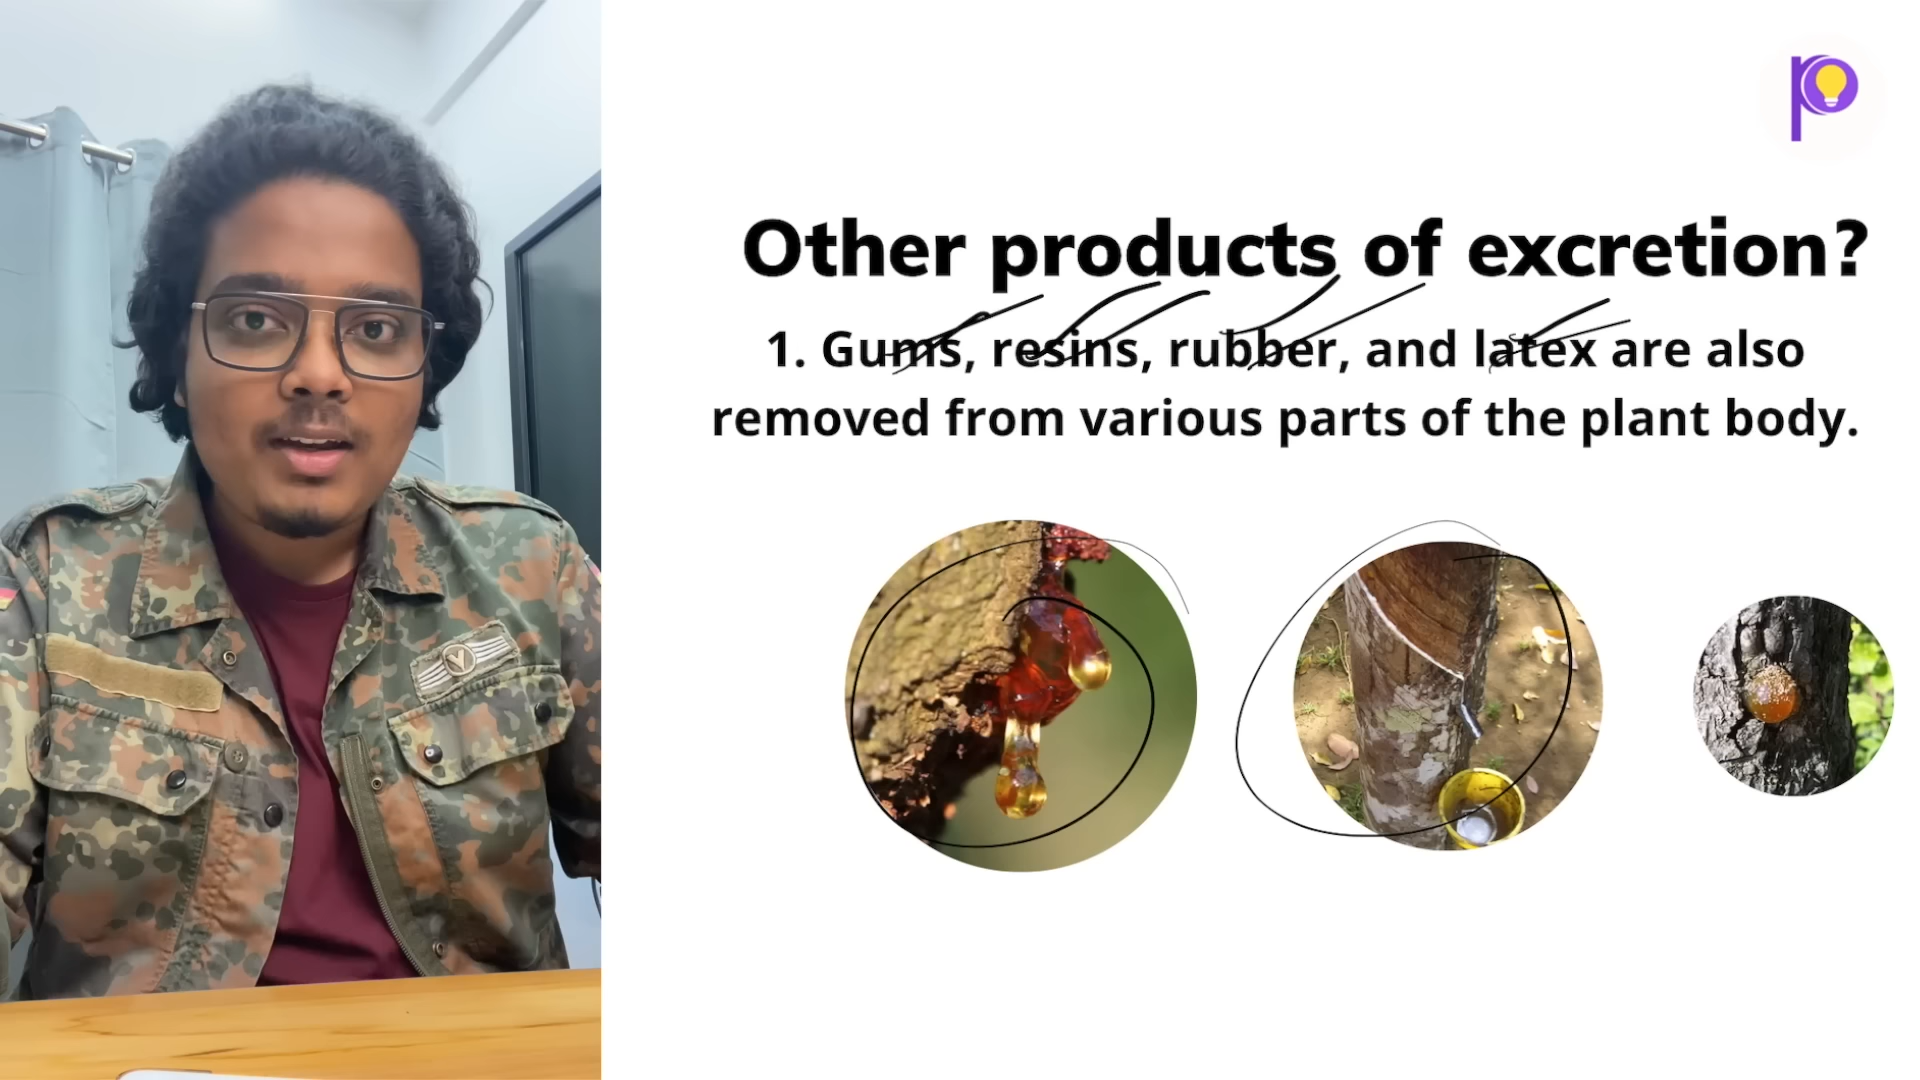 Other products of excretion?
1. Gums, resins, rubber, and latex are also
removed from various parts of the plant body.